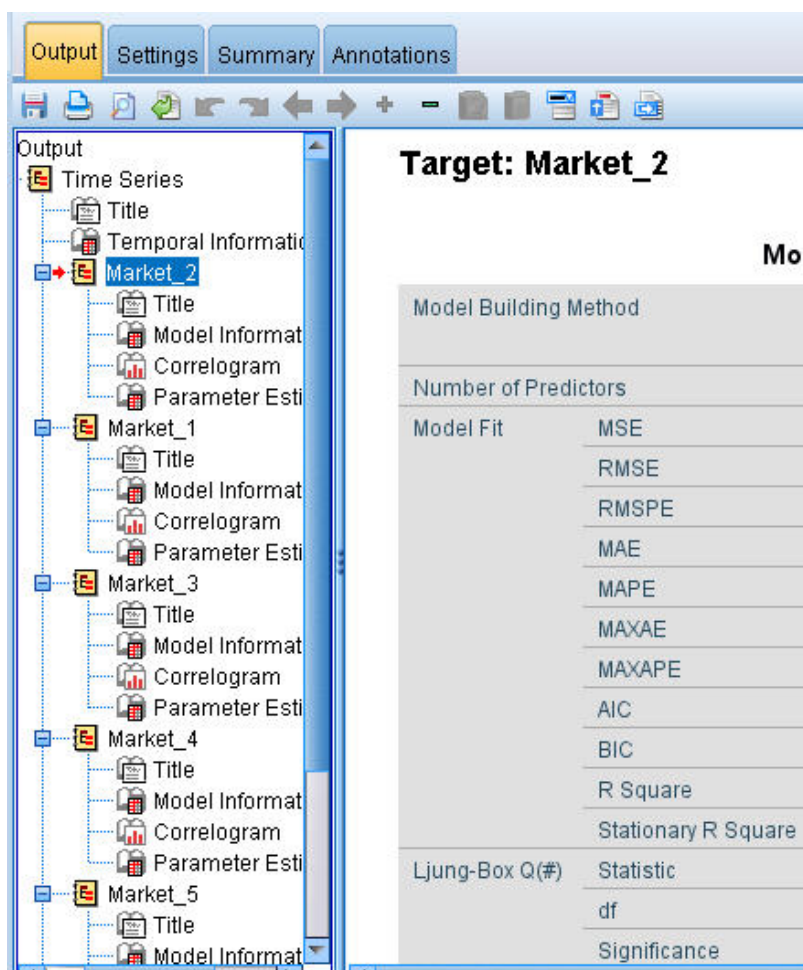 Output Settings Summary Annotations
Output
Time Series
Title
Temporal Informatic
Market_2
Title
Model Informat
Correlogram
Parameter Esti
Market_1
Title
Model Informat
Correlogram
Parameter Esti
Market_3
Title
Model Informat
Correlogram
Parameter Esti
Market_4
Title
Model Informat
Correlogram
Parameter Esti
Market_5
Title
Model Informat
Target: Market_2
Mo
Model Building Method
Number of Predictors
Model Fit MSE
RMSE
RMSPE
MAE
MAPE
MAXAE
MAXAPE
AIC
BIC
R Square
Stationary R Square
Ljung-Box Q(#) Statistic
df
Significance